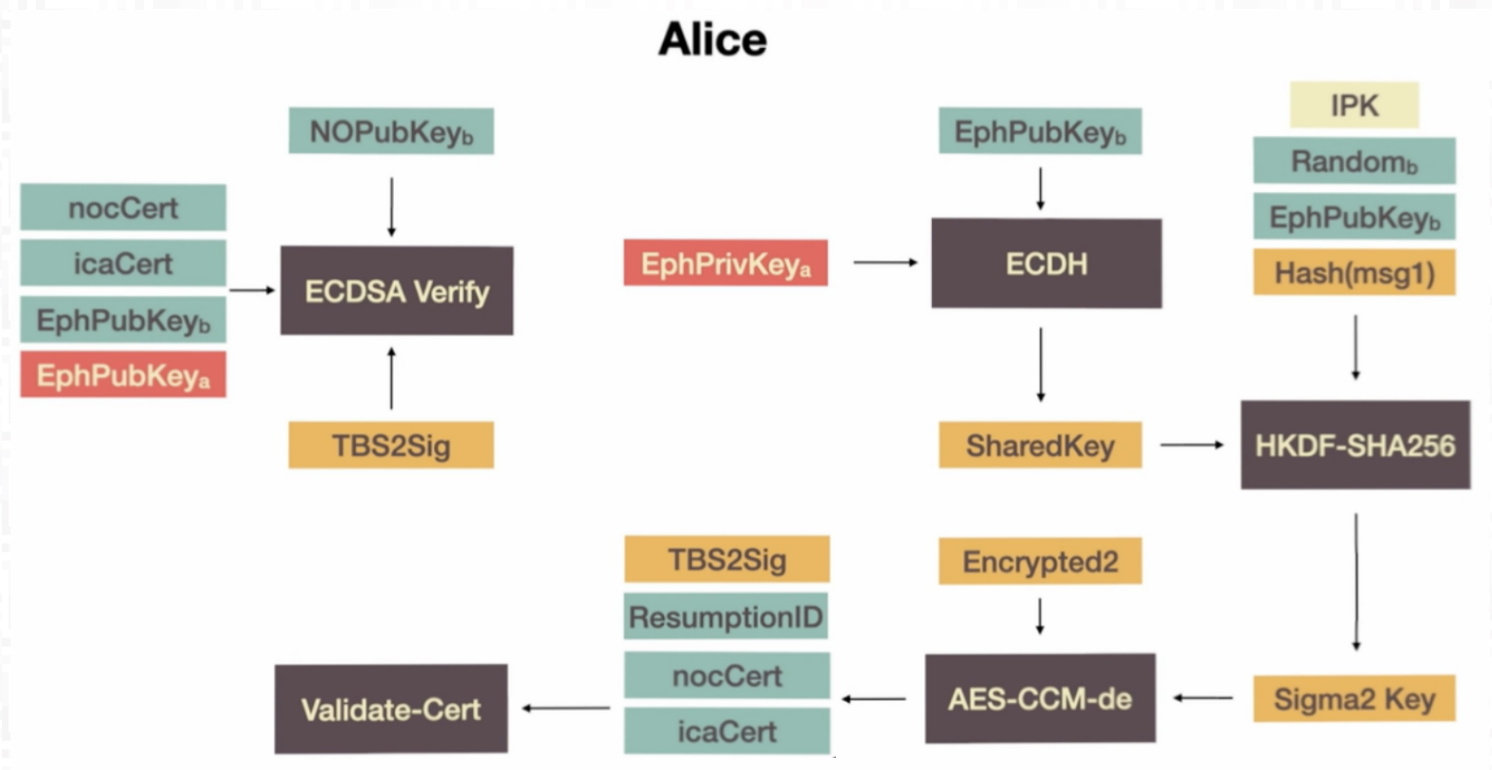 Alice
NOPubKeyb
nocCert
icaCert
EphPubKeyb
EphPubKeya
ECDSA Verify
TBS2Sig
EphPubKeyb
EphPrivKeya
ECDH
SharedKey
IPK
Randomb
EphPubKeyb
Hash(msg1)
HKDF-SHA256
Sigma2 Key
Encrypted2
AES-CCM-de
TBS2Sig
ResumptionID
nocCert
icaCert
Validate-Cert